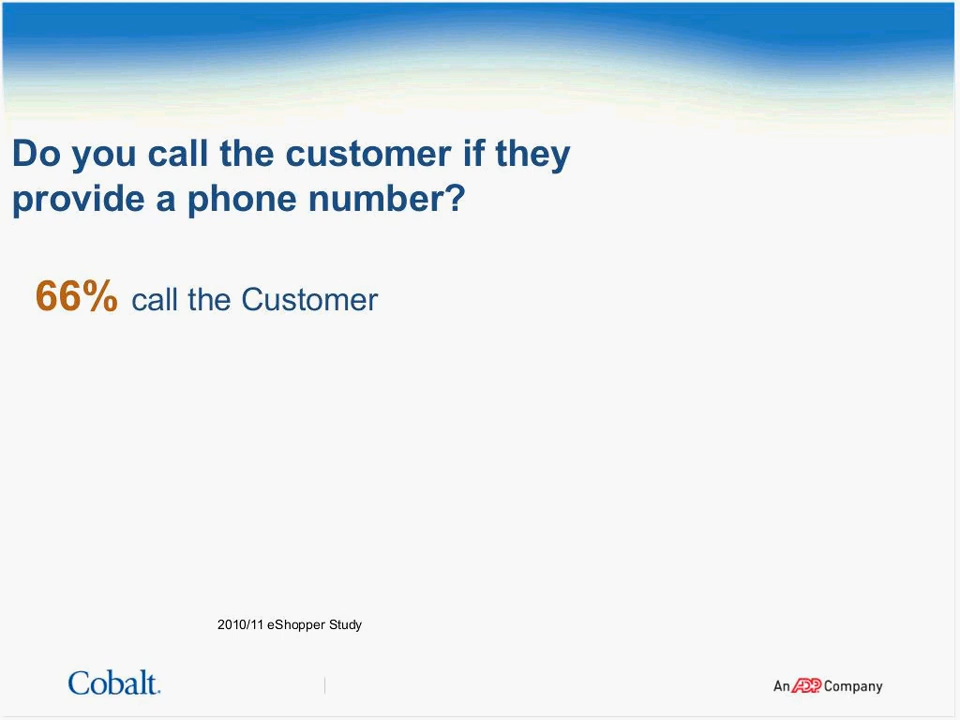 Do you call the customer if they
provide a phone number?
66% call the Customer
2010/11 eShopper Study
Cobalt.
An ADP Company